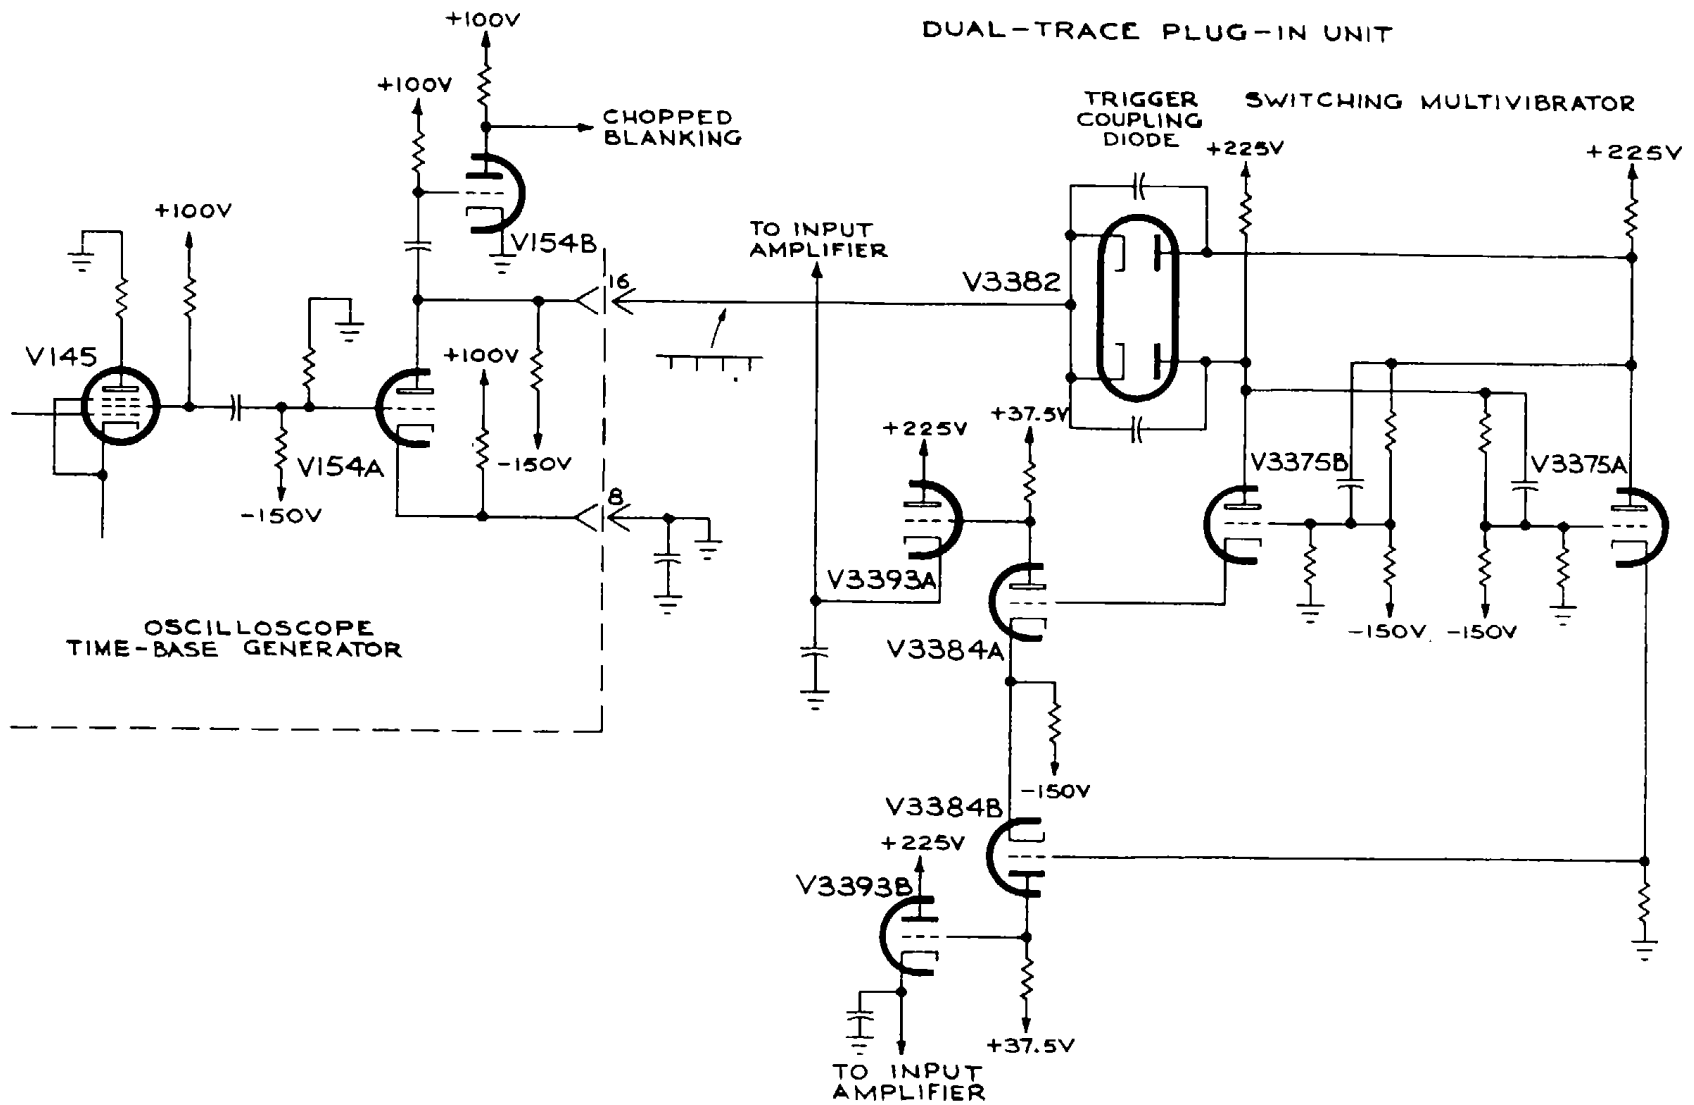 +100V
DUAL-TRACE PLUG-IN UNIT
+100V
TRIGGER
COUPLING
DIODE
SWITCHING MULTIVIBRATOR
CHOPPED
BLANKING
+225V
+225V
+100V
TO INPUT
AMPLIFIER
V154B
V3382
16
V145
+100V
+37.5V
+225V
V154A
-150V
V3375B
V3375A
8
-150V
V3393A
OSCILLOSCOPE
TIME-BASE GENERATOR
-150V.
-150V
V3384A
-150V
V3384B
+225V
V3393B
+37.5V
TO INPUT
AMPLIFIER